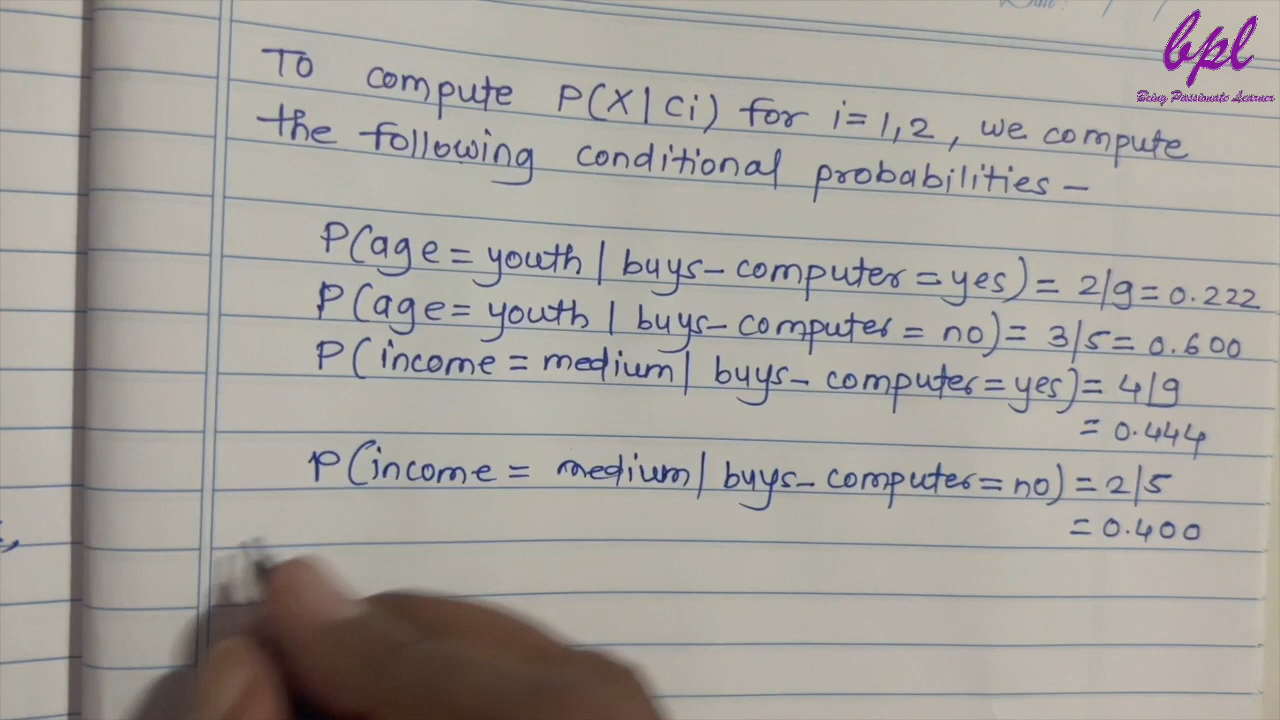 bpl
Being Passionate Learner
To compute P(X|Ci) for i=1,2, we compute
the following conditional probabilities –
P(age = youth | buys-computer = yes) = 2/9 = 0.222
P(age = youth | buys-computer = no) = 3/5 = 0.600
P(income = medium | buys-computer = yes) = 4/9
= 0.444
P(income = medium | buys-computer = no) = 2/5
= 0.400